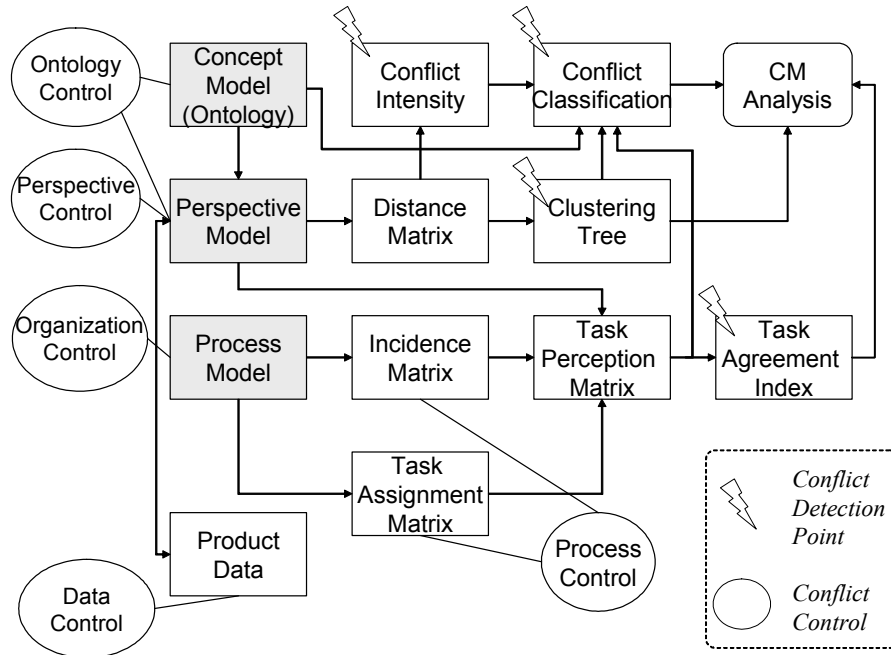 Ontology
Control
Concept
Model
(Ontology)
Conflict
Intensity
Conflict
Classification
CM
Analysis
Perspective
Control
Perspective
Model
Distance
Matrix
Clustering
Tree
Organization
Control
Process
Model
Incidence
Matrix
Task
Perception
Matrix
Task
Agreement
Index
Task
Assignment
Matrix
Product
Data
Process
Control
Data
Control
Conflict
Detection
Point
Conflict
Control